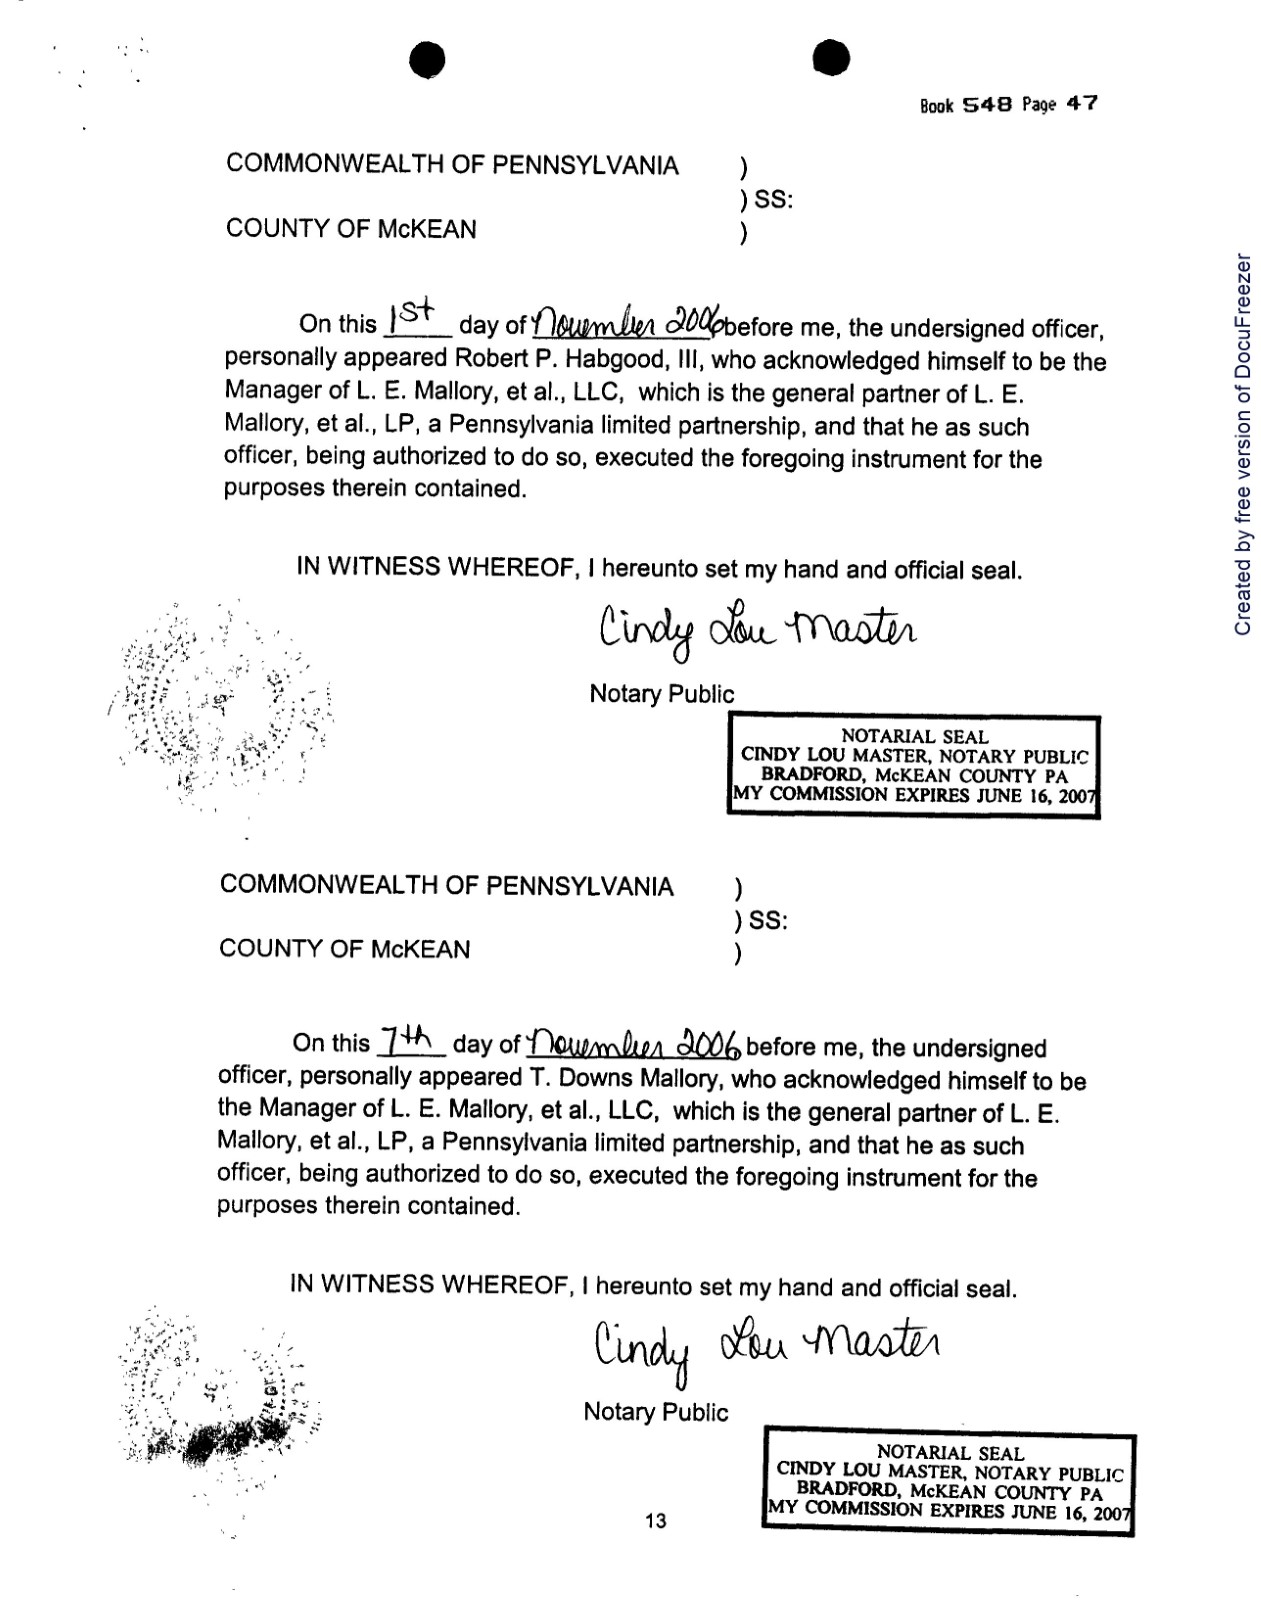 Book 548 Page 47
COMMONWEALTH OF PENNSYLVANIA )
) SS:
COUNTY OF McKEAN )
On this 1st day of November 2006 before me, the undersigned officer,
personally appeared Robert P. Habgood, III, who acknowledged himself to be the
Manager of L. E. Mallory, et al., LLC, which is the general partner of L. E.
Mallory, et al., LP, a Pennsylvania limited partnership, and that he as such
officer, being authorized to do so, executed the foregoing instrument for the
purposes therein contained.
IN WITNESS WHEREOF, I hereunto set my hand and official seal.
Cindy Lou Master
Notary Public
NOTARIAL SEAL
CINDY LOU MASTER, NOTARY PUBLIC
BRADFORD, McKEAN COUNTY PA
MY COMMISSION EXPIRES JUNE 16, 2007
COMMONWEALTH OF PENNSYLVANIA )
) SS:
COUNTY OF McKEAN )
On this 7th day of November 2006 before me, the undersigned
officer, personally appeared T. Downs Mallory, who acknowledged himself to be
the Manager of L. E. Mallory, et al., LLC, which is the general partner of L. E.
Mallory, et al., LP, a Pennsylvania limited partnership, and that he as such
officer, being authorized to do so, executed the foregoing instrument for the
purposes therein contained.
IN WITNESS WHEREOF, I hereunto set my hand and official seal.
Cindy Lou Master
Notary Public
NOTARIAL SEAL
CINDY LOU MASTER, NOTARY PUBLIC
BRADFORD, McKEAN COUNTY PA
MY COMMISSION EXPIRES JUNE 16, 2007
13
Created by free version of DocuFreezer